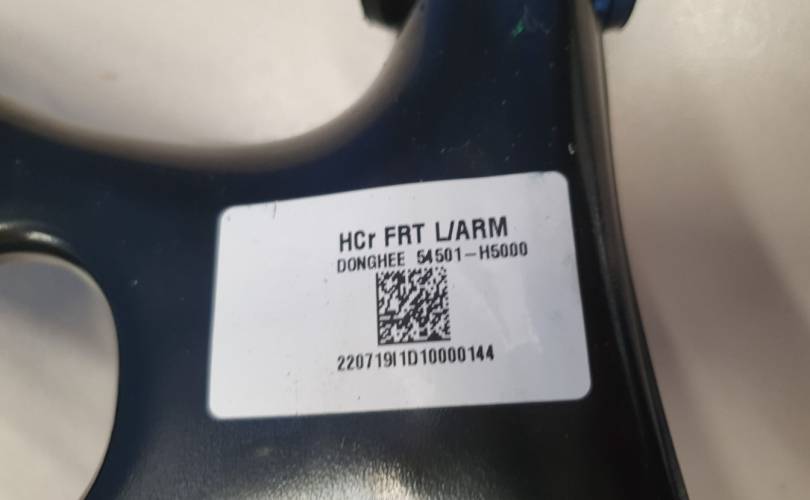 HCr FRT L/ARM
DONGHEE 54501-H5000
220719I1D10000144